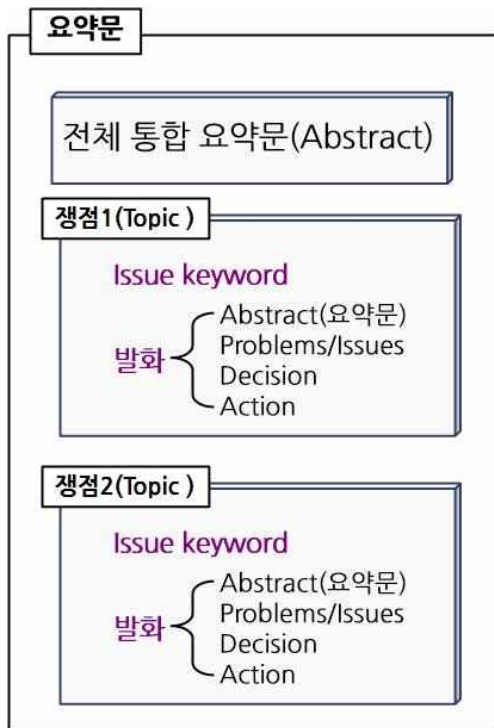 요약문
전체 통합 요약문(Abstract)
쟁점1(Topic )
Issue keyword
발화
Abstract(요약문)
Problems/Issues
Decision
Action
쟁점2(Topic )
Issue keyword
발화
Abstract(요약문)
Problems/Issues
Decision
Action